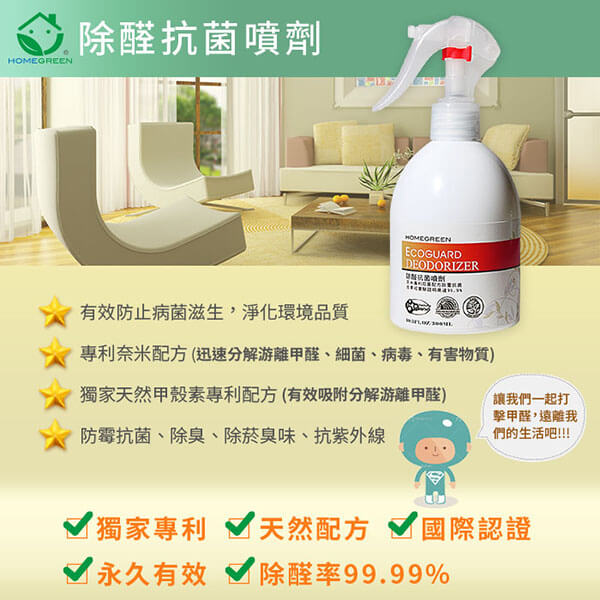 HOMEGREEN
®
除醛抗菌噴劑
HOMEGREEN
ECOGUARD
DEODORIZER
除醛抗菌噴劑
有效防止病菌滋生，淨化環境品質
專利奈米配方 (迅速分解游離甲醛、細菌、病毒、有害物質)
獨家天然甲殼素專利配方 (有效吸附分解游離甲醛)
防霉抗菌、除臭、除菸臭味、抗紫外線
讓我們一起打
擊甲醛，遠離我
們的生活吧!!!
獨家專利
天然配方
國際認證
永久有效
除醛率99.99%